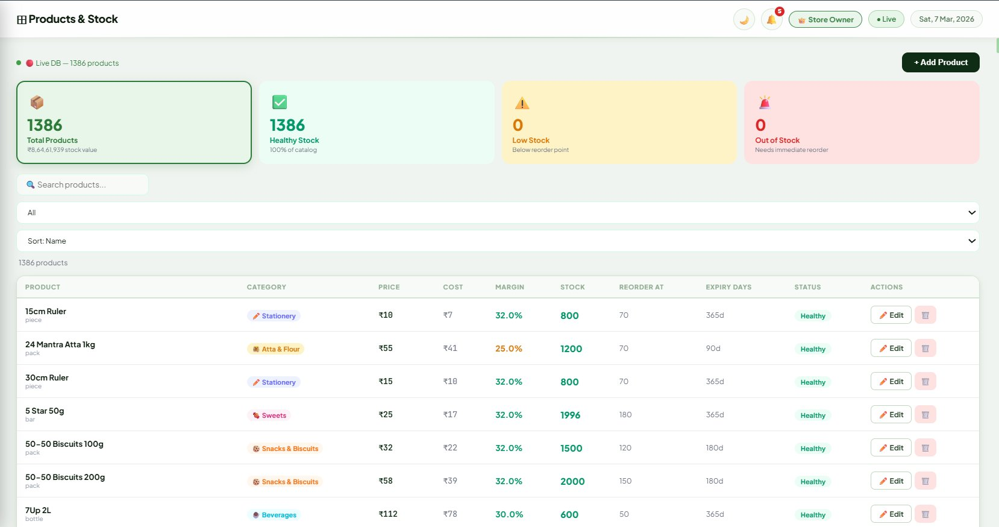 Products & Stock
5
Store Owner
• Live
Sat, 7 Mar, 2026
Live DB — 1386 products
+ Add Product
1386
Total Products
₹8,64,61,939 stock value
1386
Healthy Stock
100% of catalog
0
Low Stock
Below reorder point
0
Out of Stock
Needs immediate reorder
Search products...
All
Sort: Name
1386 products
PRODUCT CATEGORY PRICE COST MARGIN STOCK REORDER AT EXPIRY DAYS STATUS ACTIONS
15cm Ruler
piece
Stationery ₹10 ₹7 32.0% 800 70 365d Healthy Edit
24 Mantra Atta 1kg
pack
Atta & Flour ₹55 ₹41 25.0% 1200 70 90d Healthy Edit
30cm Ruler
piece
Stationery ₹15 ₹10 32.0% 800 70 365d Healthy Edit
5 Star 50g
bar
Sweets ₹25 ₹17 32.0% 1996 180 365d Healthy Edit
50-50 Biscuits 100g
pack
Snacks & Biscuits ₹32 ₹22 32.0% 1500 120 180d Healthy Edit
50-50 Biscuits 200g
pack
Snacks & Biscuits ₹58 ₹39 32.0% 2000 150 180d Healthy Edit
7Up 2L
bottle
Beverages ₹112 ₹78 30.0% 600 50 365d Healthy Edit